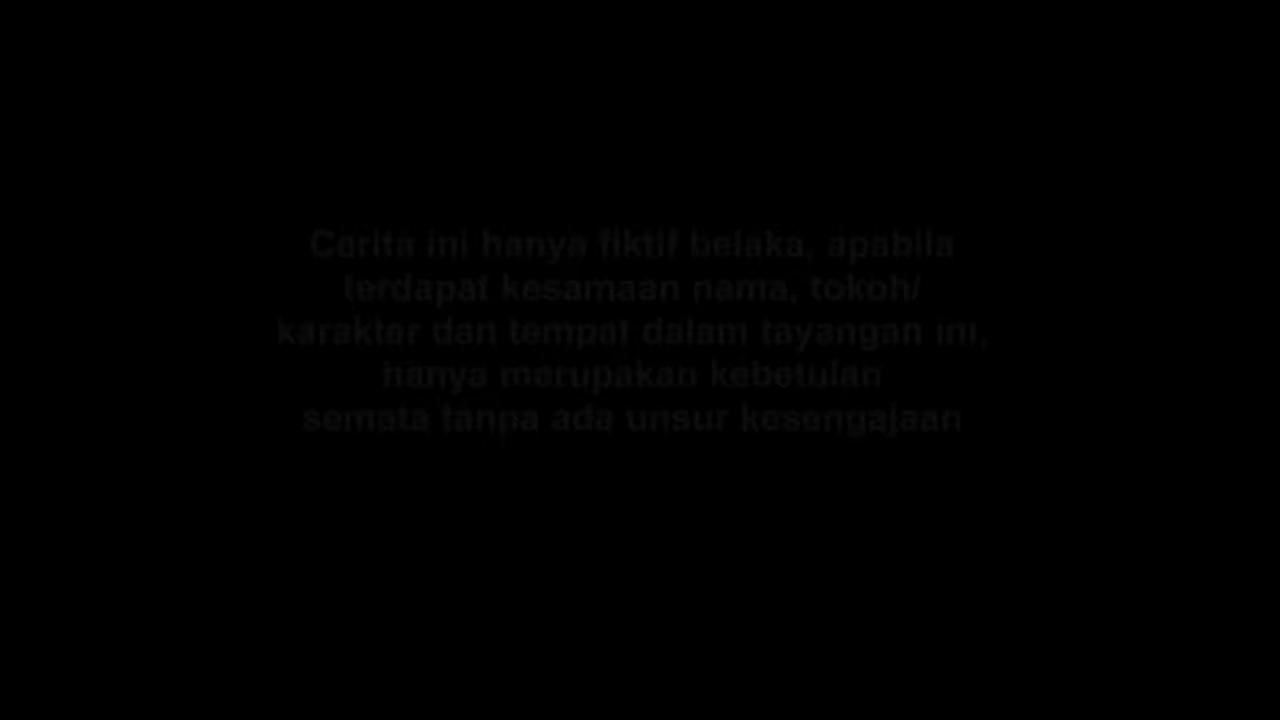 Cerita ini hanya fiktif belaka, apabila
terdapat kesamaan nama, tokoh/
karakter dan tempat dalam tayangan ini,
hanya merupakan kebetulan
semata tanpa ada unsur kesengajaan